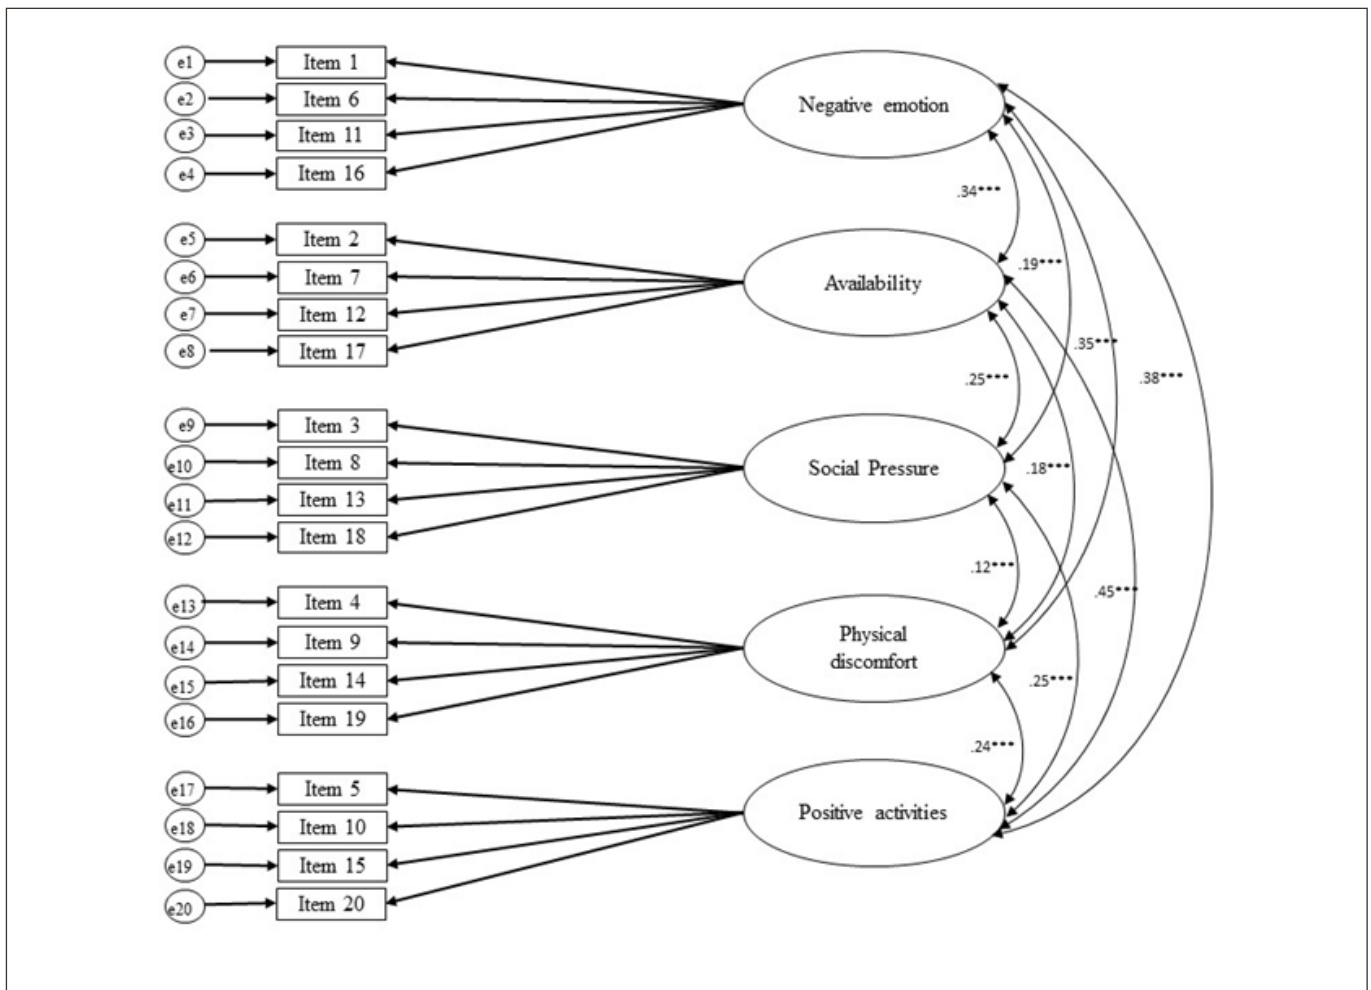 e1 Item 1
e2 Item 6
e3 Item 11
e4 Item 16
Negative emotion
.34***
e5 Item 2
e6 Item 7
e7 Item 12
e8 Item 17
Availability
.19***
.35***
.38***
.25***
e9 Item 3
e10 Item 8
e11 Item 13
e12 Item 18
Social Pressure
.18***
.12***
.45***
e13 Item 4
e14 Item 9
e15 Item 14
e16 Item 19
Physical
discomfort
.25***
.24***
e17 Item 5
e18 Item 10
e19 Item 15
e20 Item 20
Positive activities